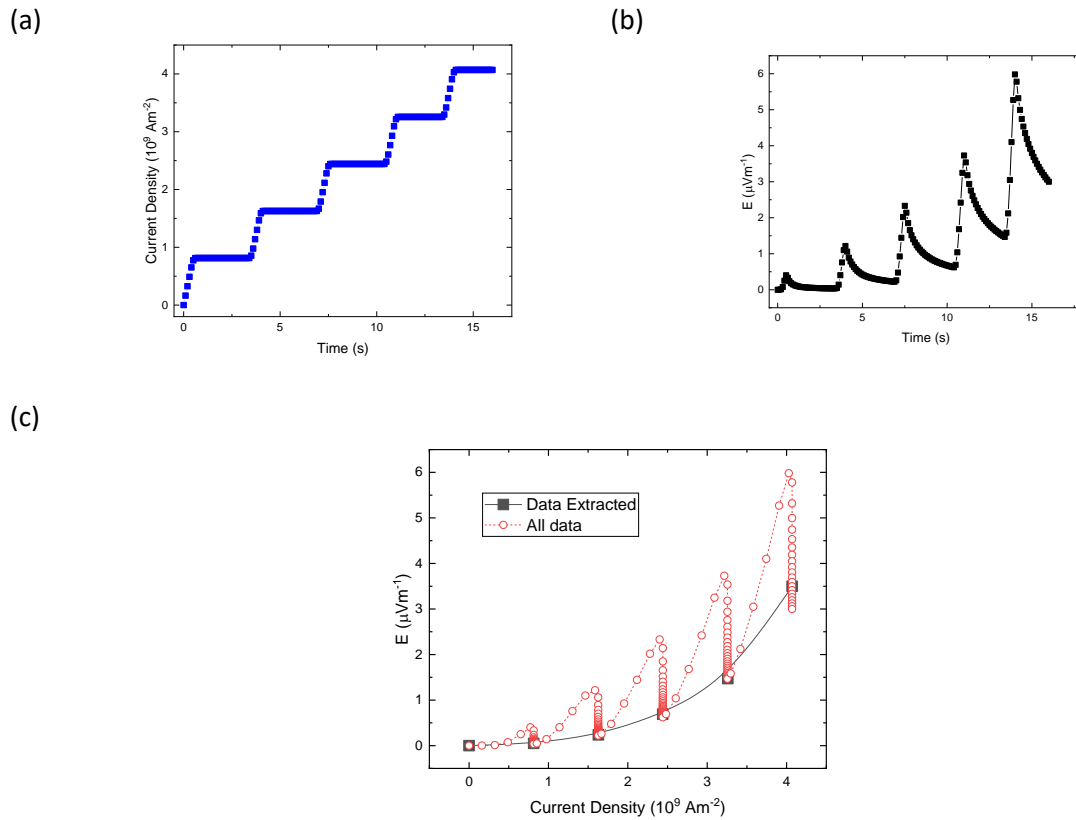 (a)
4
3
2
1
0
0
5
10
15
Current Density (10⁹ Am⁻²)
Time (s)
(b)
6
5
4
3
2
1
0
0
5
10
15
E (μVm⁻¹)
Time (s)
(c)
6
5
4
3
2
1
0
0
1
2
3
4
E (μVm⁻¹)
Data Extracted
All data
Current Density (10⁹ Am⁻²)